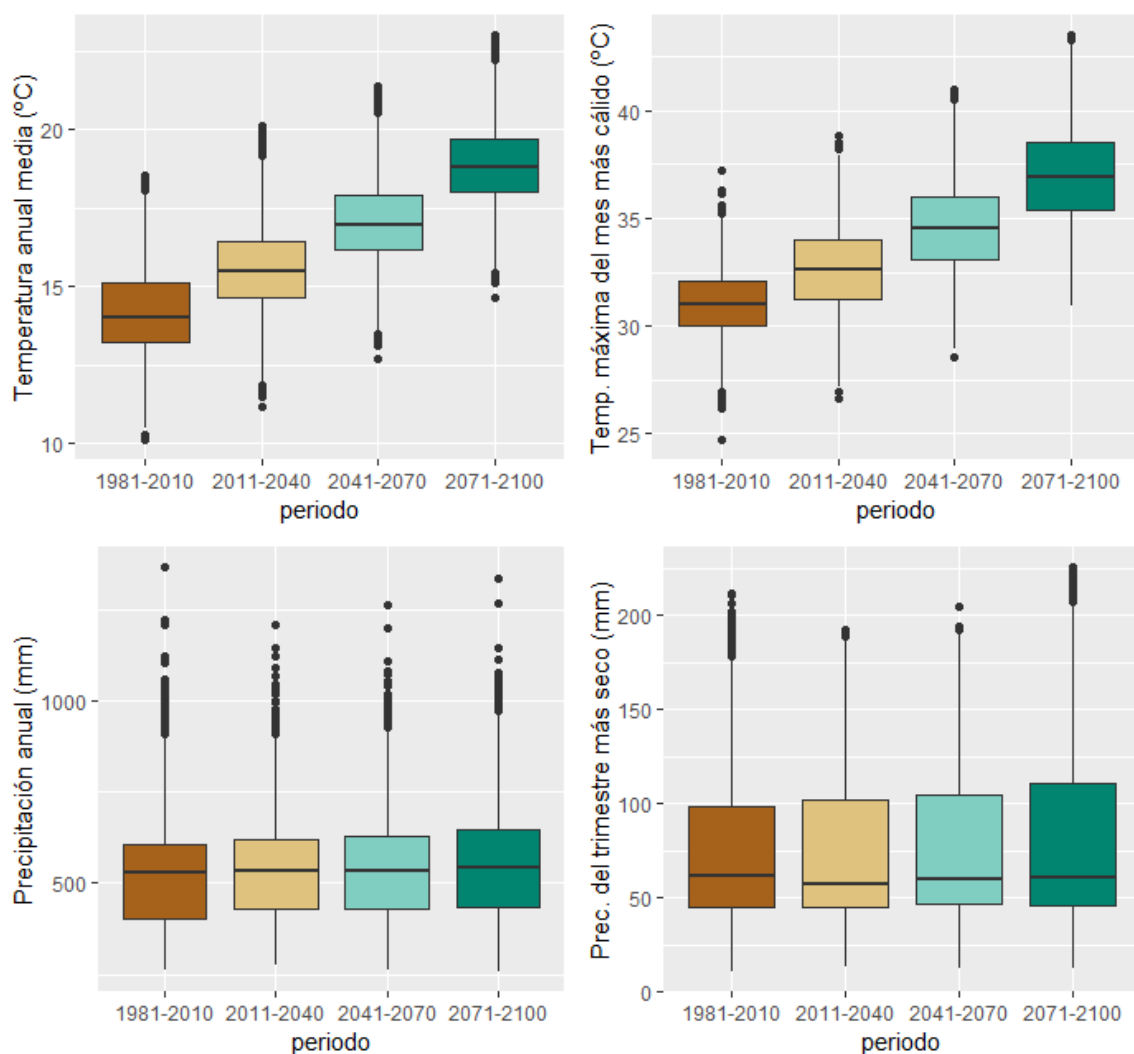 Temperatura anual media (ºC)
20
15
10
1981-2010 2011-2040 2041-2070 2071-2100
periodo
Temp. máxima del mes más cálido (ºC)
40
35
30
25
1981-2010 2011-2040 2041-2070 2071-2100
periodo
Precipitación anual (mm)
1000
500
1981-2010 2011-2040 2041-2070 2071-2100
periodo
Prec. del trimestre más seco (mm)
200
150
100
50
0
1981-2010 2011-2040 2041-2070 2071-2100
periodo